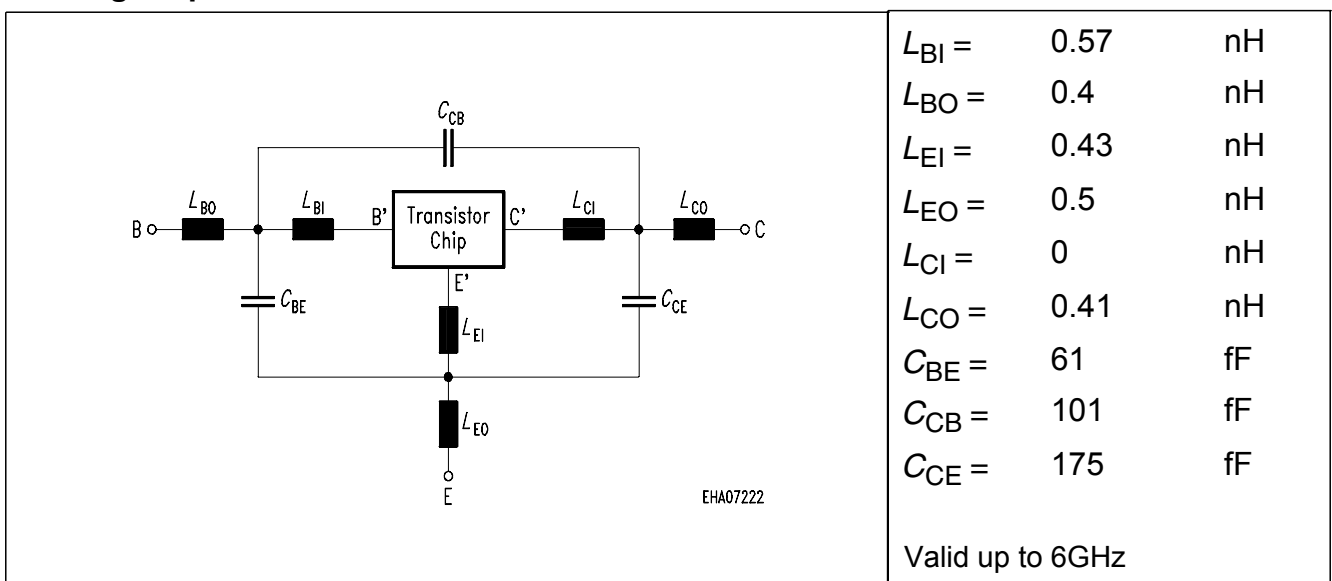 C_CB
L_BO L_BI B' Transistor C' L_CI L_CO
B Chip C
E'
C_BE C_CE
L_EI
L_EO
E
EHA07222
L_BI = 0.57 nH
L_BO = 0.4 nH
L_EI = 0.43 nH
L_EO = 0.5 nH
L_CI = 0 nH
L_CO = 0.41 nH
C_BE = 61 fF
C_CB = 101 fF
C_CE = 175 fF
Valid up to 6GHz